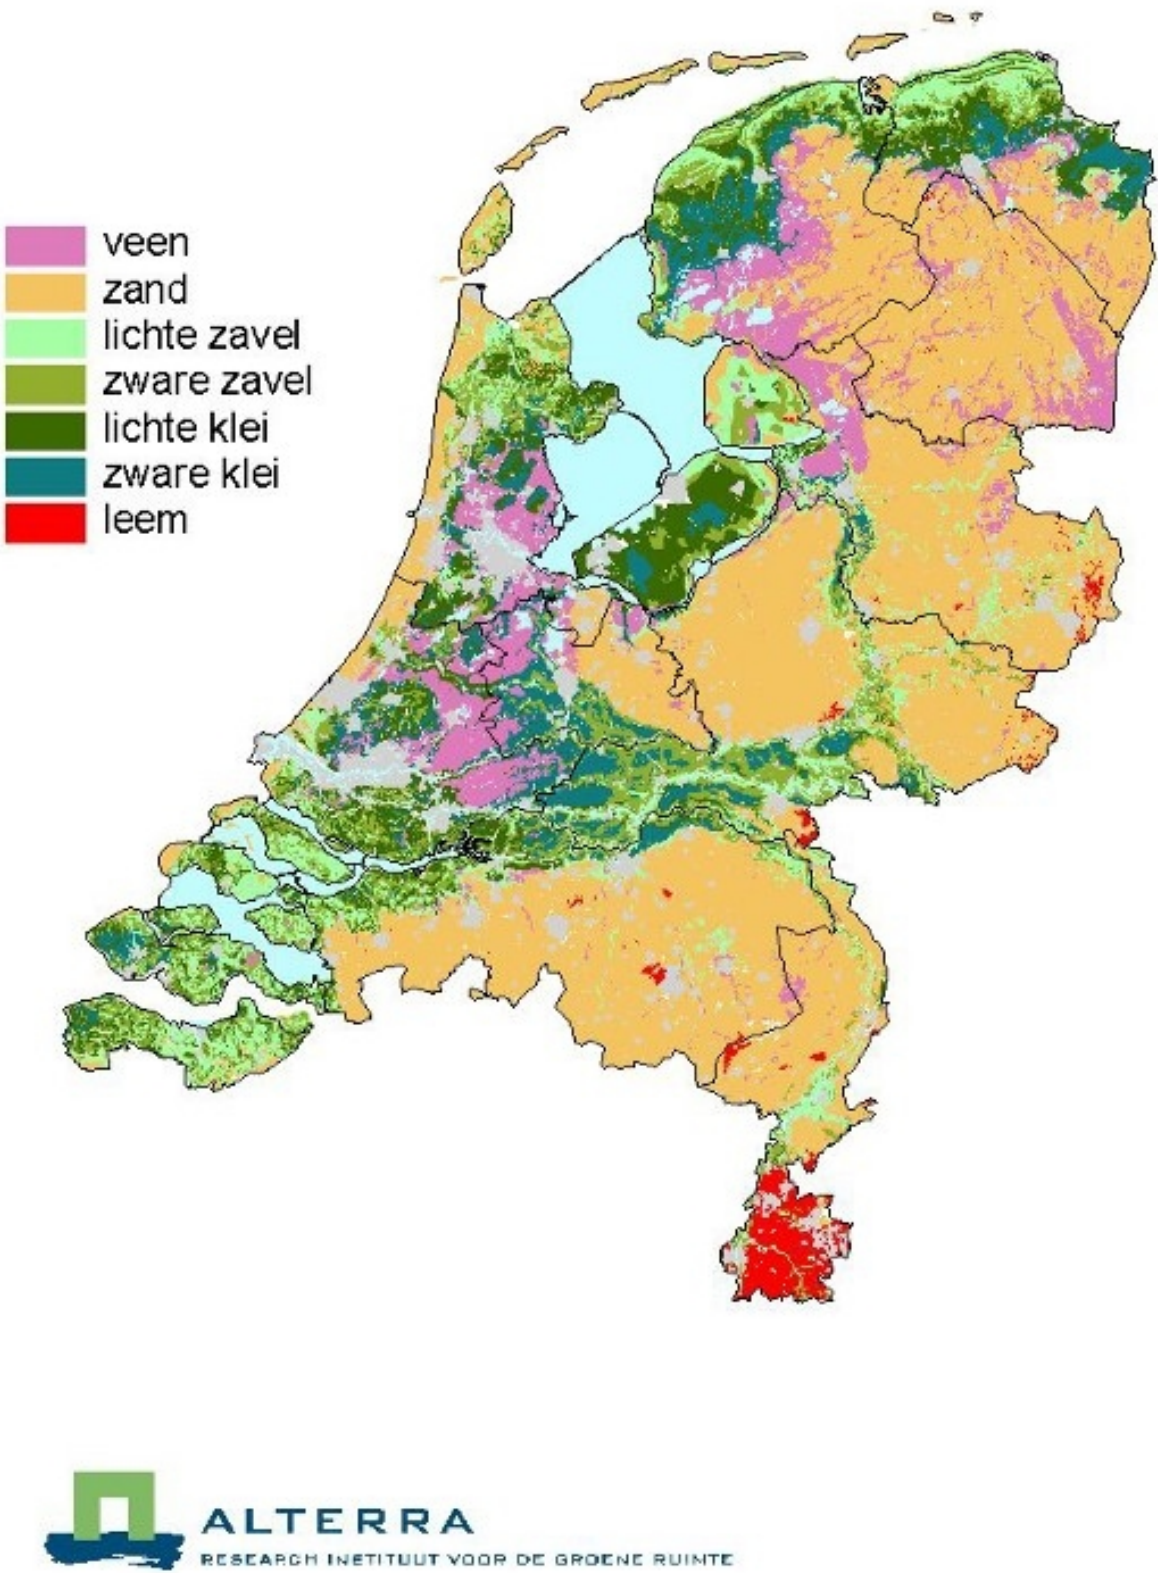 veen
zand
lichte zavel
zware zavel
lichte klei
zware klei
leem
ALTERRA
RESEARCH INSTITUUT VOOR DE GROENE RUIMTE